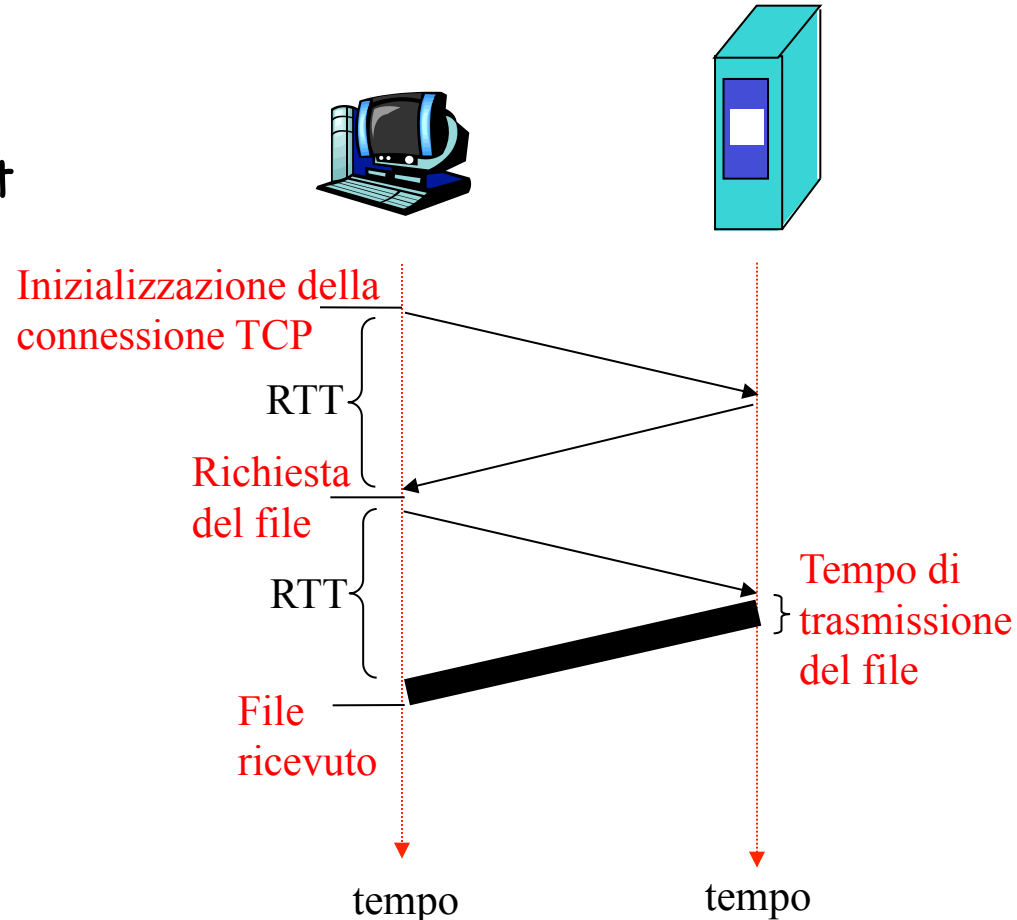 t
Inizializzazione della
connessione TCP
RTT
Richiesta
del file
RTT
Tempo di
trasmissione
del file
File
ricevuto
tempo
tempo